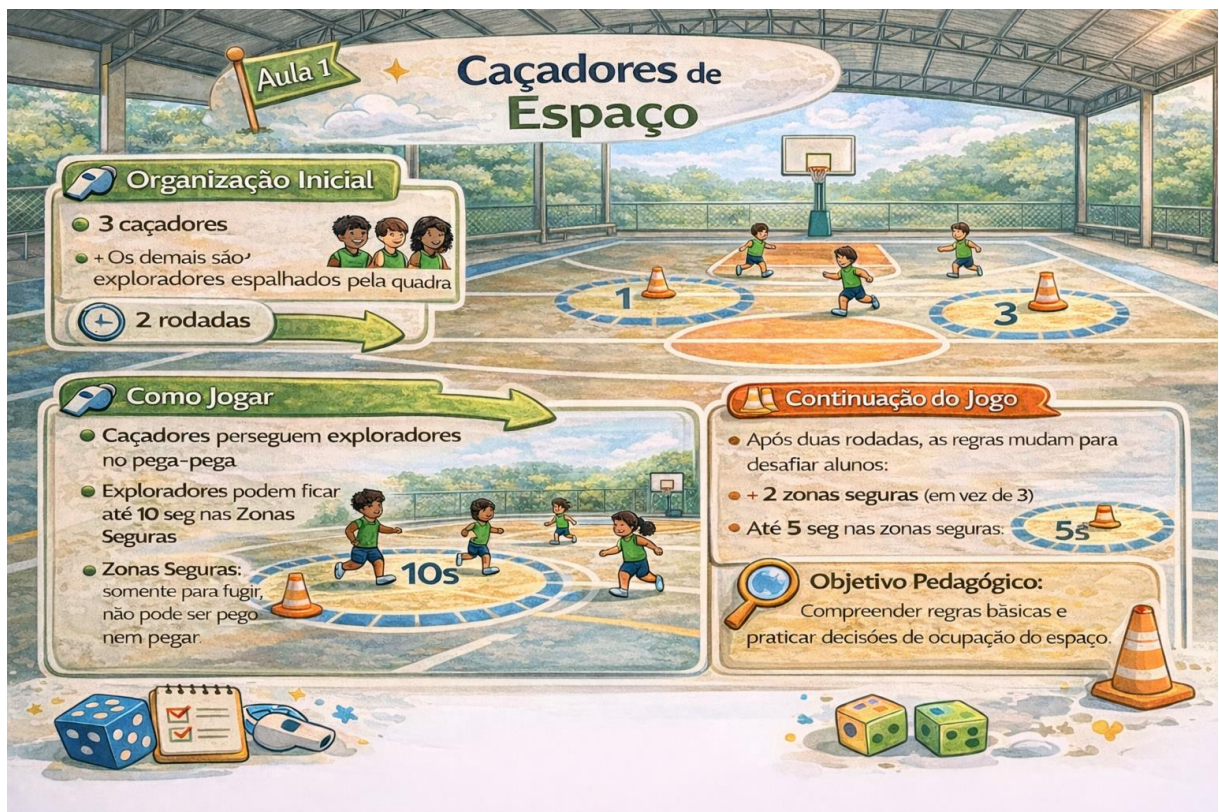 Aula 1
Caçadores de
Espaço
Organização Inicial
3 caçadores
+ Os demais são
exploradores espalhados pela quadra
2 rodadas
1
3
Como Jogar
Caçadores perseguem exploradores
no pega-pega
Exploradores podem ficar
até 10 seg nas Zonas
Seguras
Zonas Seguras:
somente para fugir,
não pode ser pego
nem pegar.
10s
Continuação do Jogo
Após duas rodadas, as regras mudam para
desafiar alunos:
+ 2 zonas seguras (em vez de 3)
Até 5 seg nas zonas seguras.
5s
Objetivo Pedagógico:
Compreender regras bäsicas e
praticar decisóes de ocupação do espaço.